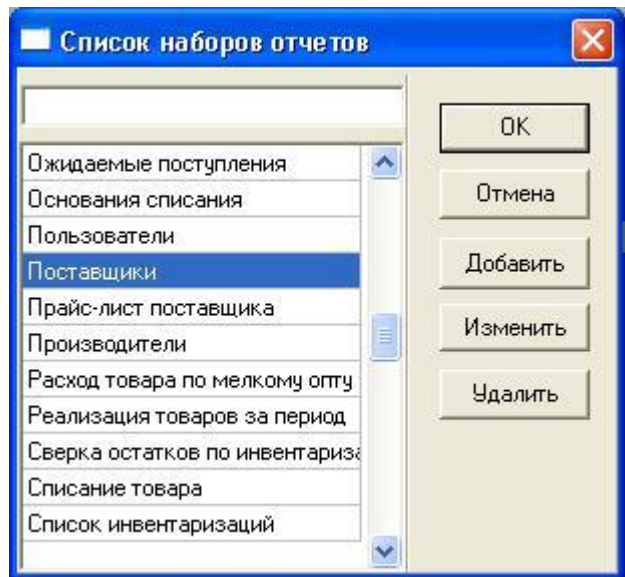 Список наборов отчетов
OK
Отмена
Добавить
Изменить
Удалить
Ожидаемые поступления
Основания списания
Пользователи
Поставщики
Прайс-лист поставщика
Производители
Расход товара по мелкому опту
Реализация товаров за период
Сверка остатков по инвентариза
Списание товара
Список инвентаризаций